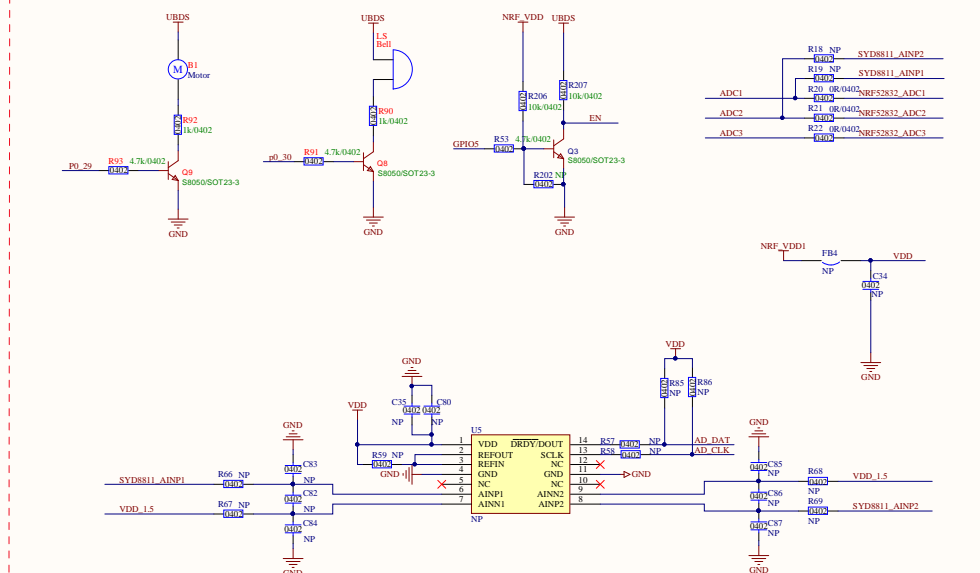 UBDS
B1
Motor
R92
0402
1k/0402
P0_29
R93
4.7k/0402
0402
Q9
S8050/SOT23-3
GND
UBDS
LS
Bell
R90
0402
1k/0402
p0_30
R91
4.7k/0402
0402
Q8
S8050/SOT23-3
GND
NRF_VDD
UBDS
R206
0402
10k/0402
R207
0402
10k/0402
EN
GPIO5
R53
4.7k/0402
0402
Q3
S8050/SOT23-3
R202
NP
0402
GND
R18 NP
0402
SYD8811_AINP2
R19 NP
0402
SYD8811_AINP1
ADC1
R20 0R/0402
0402
NRF52832_ADC1
ADC2
R21 0R/0402
0402
NRF52832_ADC2
ADC3
R22 0R/0402
0402
NRF52832_ADC3
NRF_VDD1
FB4
NP
VDD
C34
0402
NP
GND
GND
C35
0402
NP
C80
0402
NP
VDD
R59 NP
0402
GND
U5
1 VDD
2 REFOUT
3 REFIN
4 GND
5 NC
6 AINP1
7 AINN1
14 DRDY/DOUT
13 SCLK
12 NC
11 GND
10 NC
9 AINN2
8 AINP2
NP
VDD
R85
0402
NP
R86
0402
NP
R57
0402
NP
AD_DAT
R58
0402
NP
AD_CLK
GND
GND
C83
0402
NP
SYD8811_AINP1
R66 NP
0402
C82
0402
NP
VDD_1.5
R67 NP
0402
C84
0402
NP
GND
GND
C85
0402
NP
R68
0402
NP
VDD_1.5
C86
0402
NP
R69
0402
NP
SYD8811_AINP2
C87
0402
NP
GND